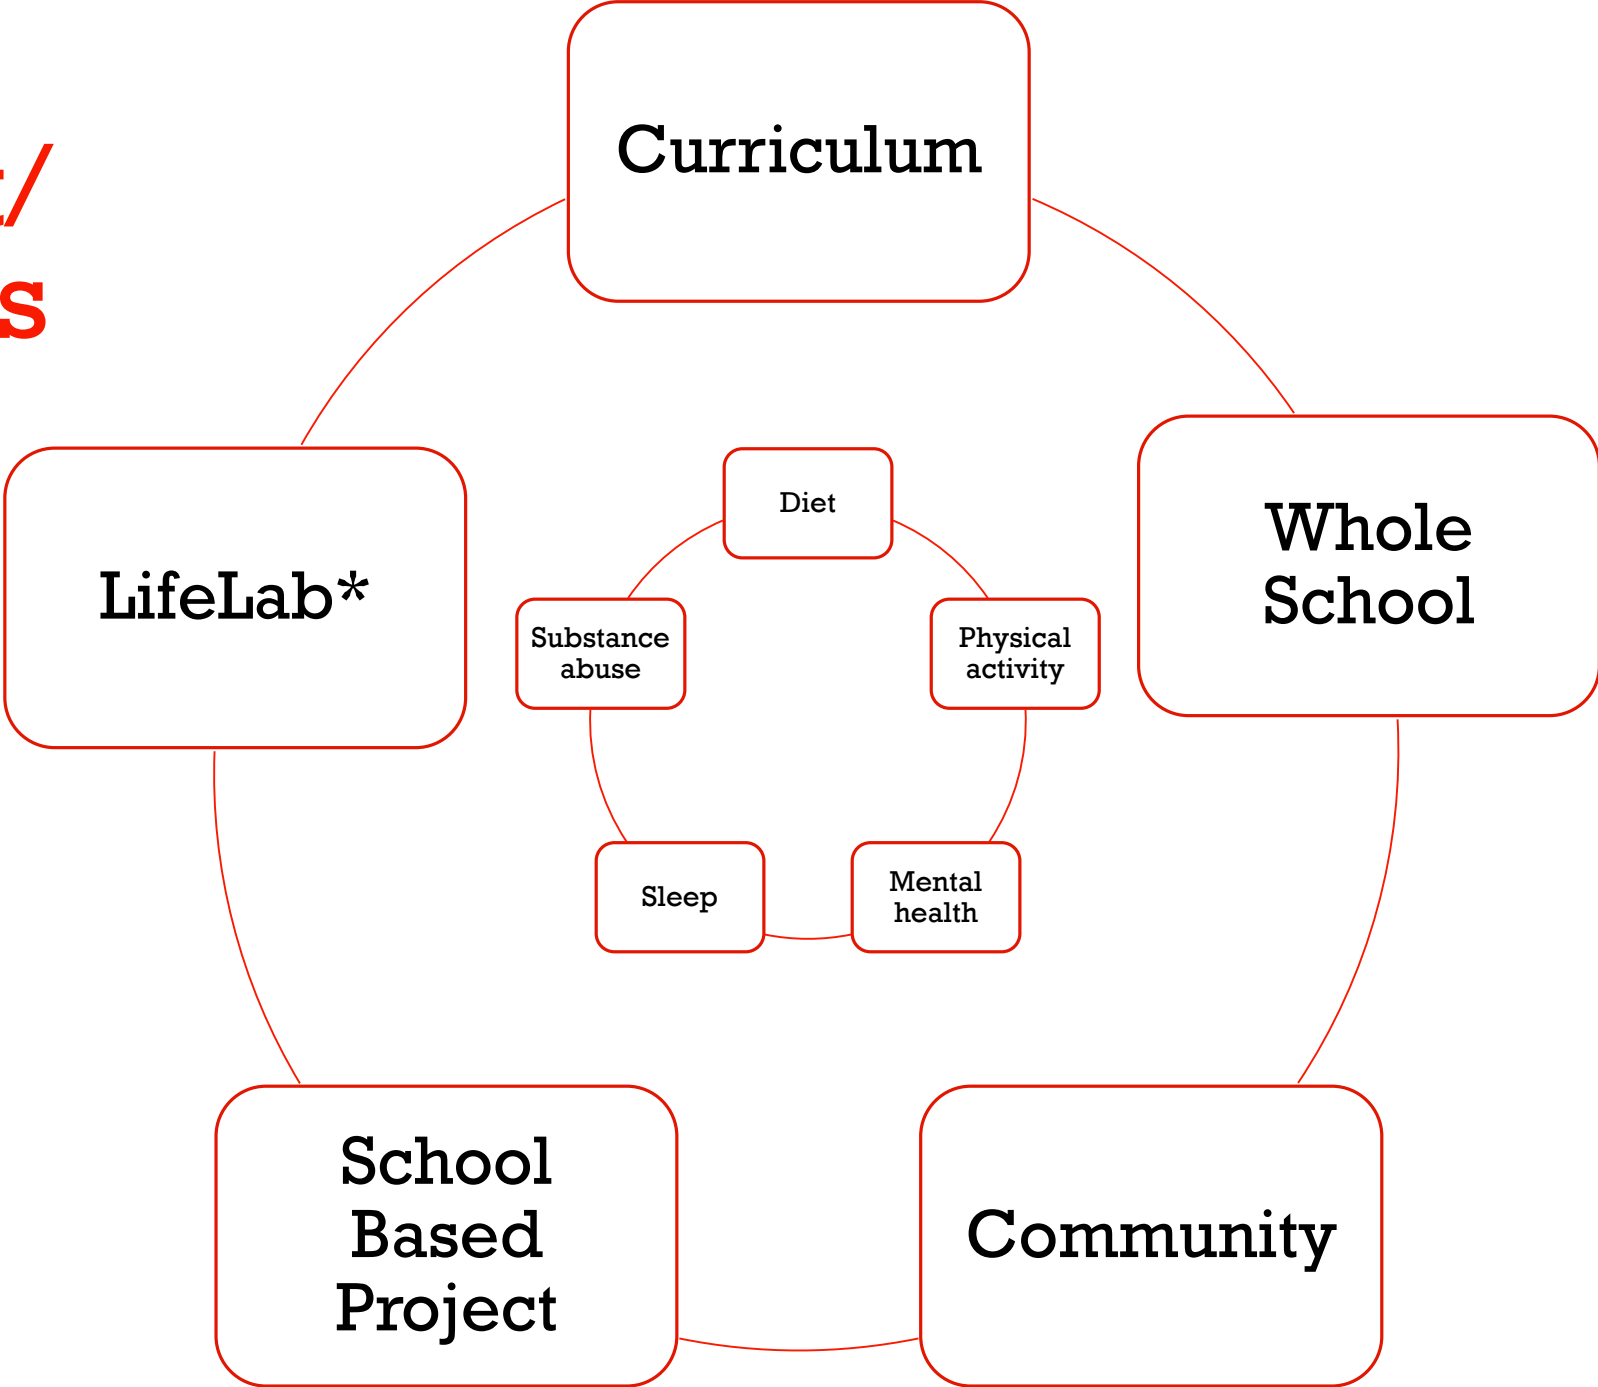 Curriculum
s
Whole
School
LifeLab*
Diet
Substance
abuse
Physical
activity
Sleep
Mental
health
School
Based
Project
Community